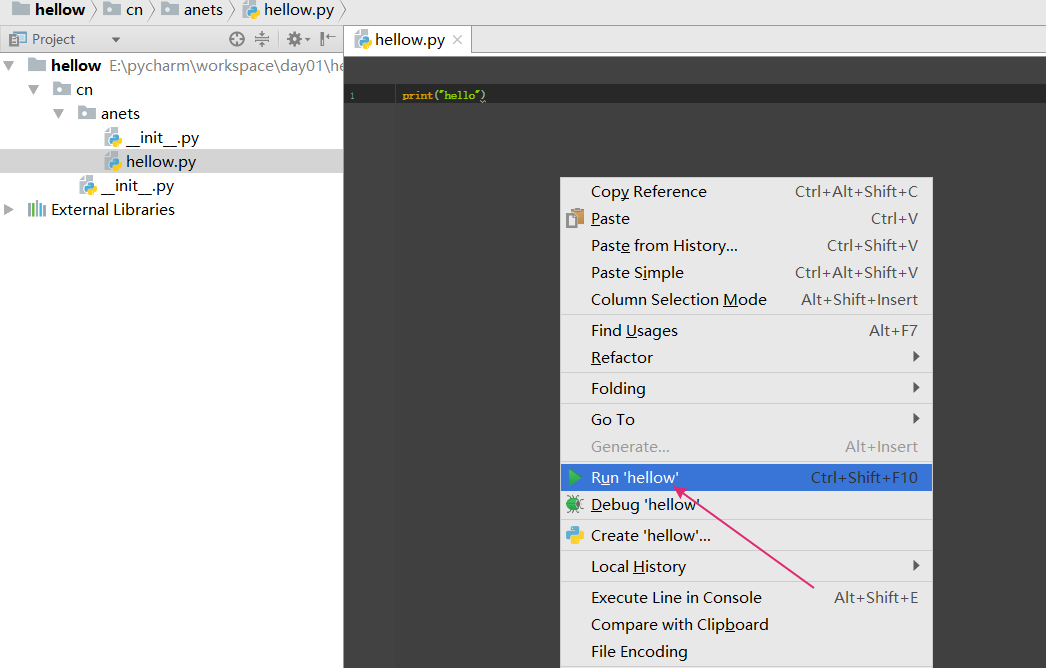 hellow cn anets hellow.py
Project
hellow.py
hellow E:\pycharm\workspace\day01\he
cn
anets
__init__.py
hellow.py
__init__.py
External Libraries
1 print("hello")
Copy Reference Ctrl+Alt+Shift+C
Paste Ctrl+V
Paste from History... Ctrl+Shift+V
Paste Simple Ctrl+Alt+Shift+V
Column Selection Mode Alt+Shift+Insert
Find Usages Alt+F7
Refactor
Folding
Go To
Generate... Alt+Insert
Run 'hellow' Ctrl+Shift+F10
Debug 'hellow'
Create 'hellow'...
Local History
Execute Line in Console Alt+Shift+E
Compare with Clipboard
File Encoding